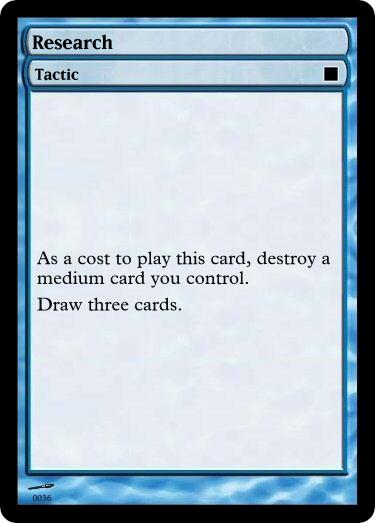 Research
Tactic
As a cost to play this card, destroy a
medium card you control.
Draw three cards.
0036